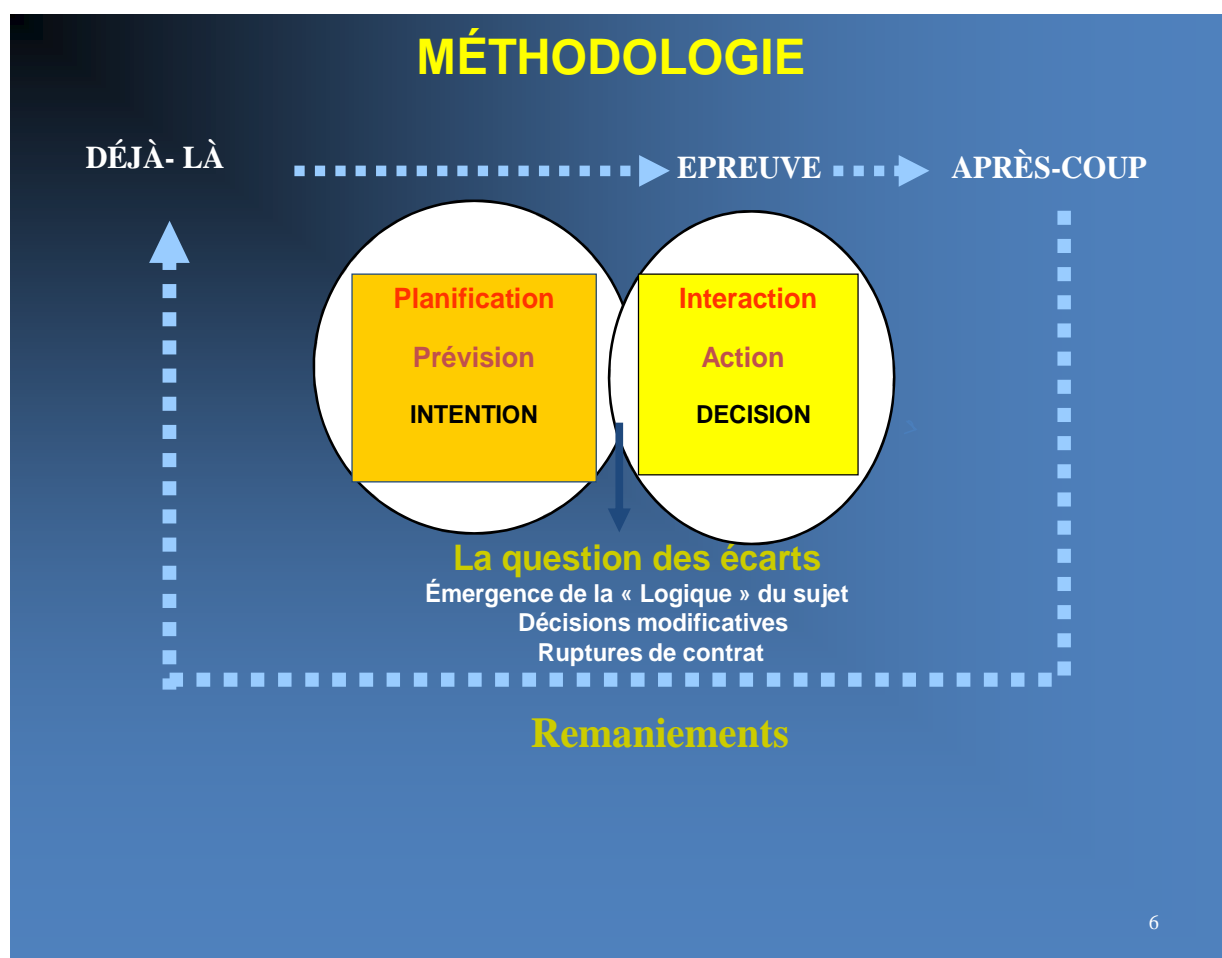 MÉTHODOLOGIE
DÉJÀ- LÀ
EPREUVE
APRÈS-COUP
Planification
Prévision
INTENTION
Interaction
Action
DECISION
La question des écarts
Émergence de la « Logique » du sujet
Décisions modificatives
Ruptures de contrat
Remaniements
6